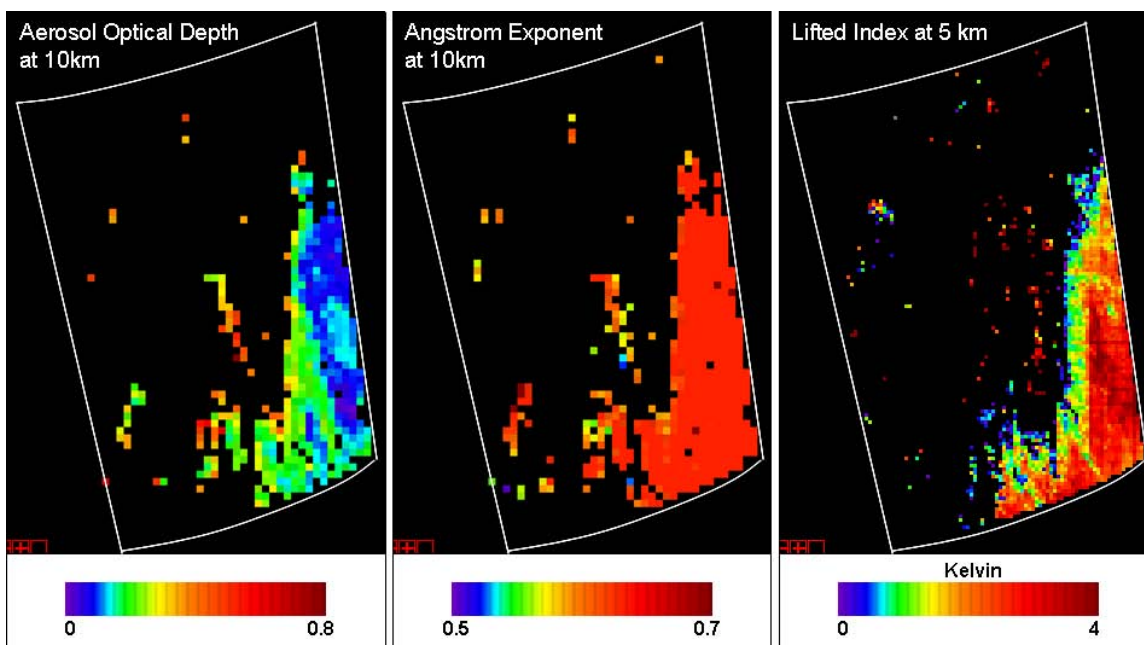 Aerosol Optical Depth
at 10km
Angstrom Exponent
at 10km
Lifted Index at 5 km
0
0.8
0.5
0.7
Kelvin
0
4